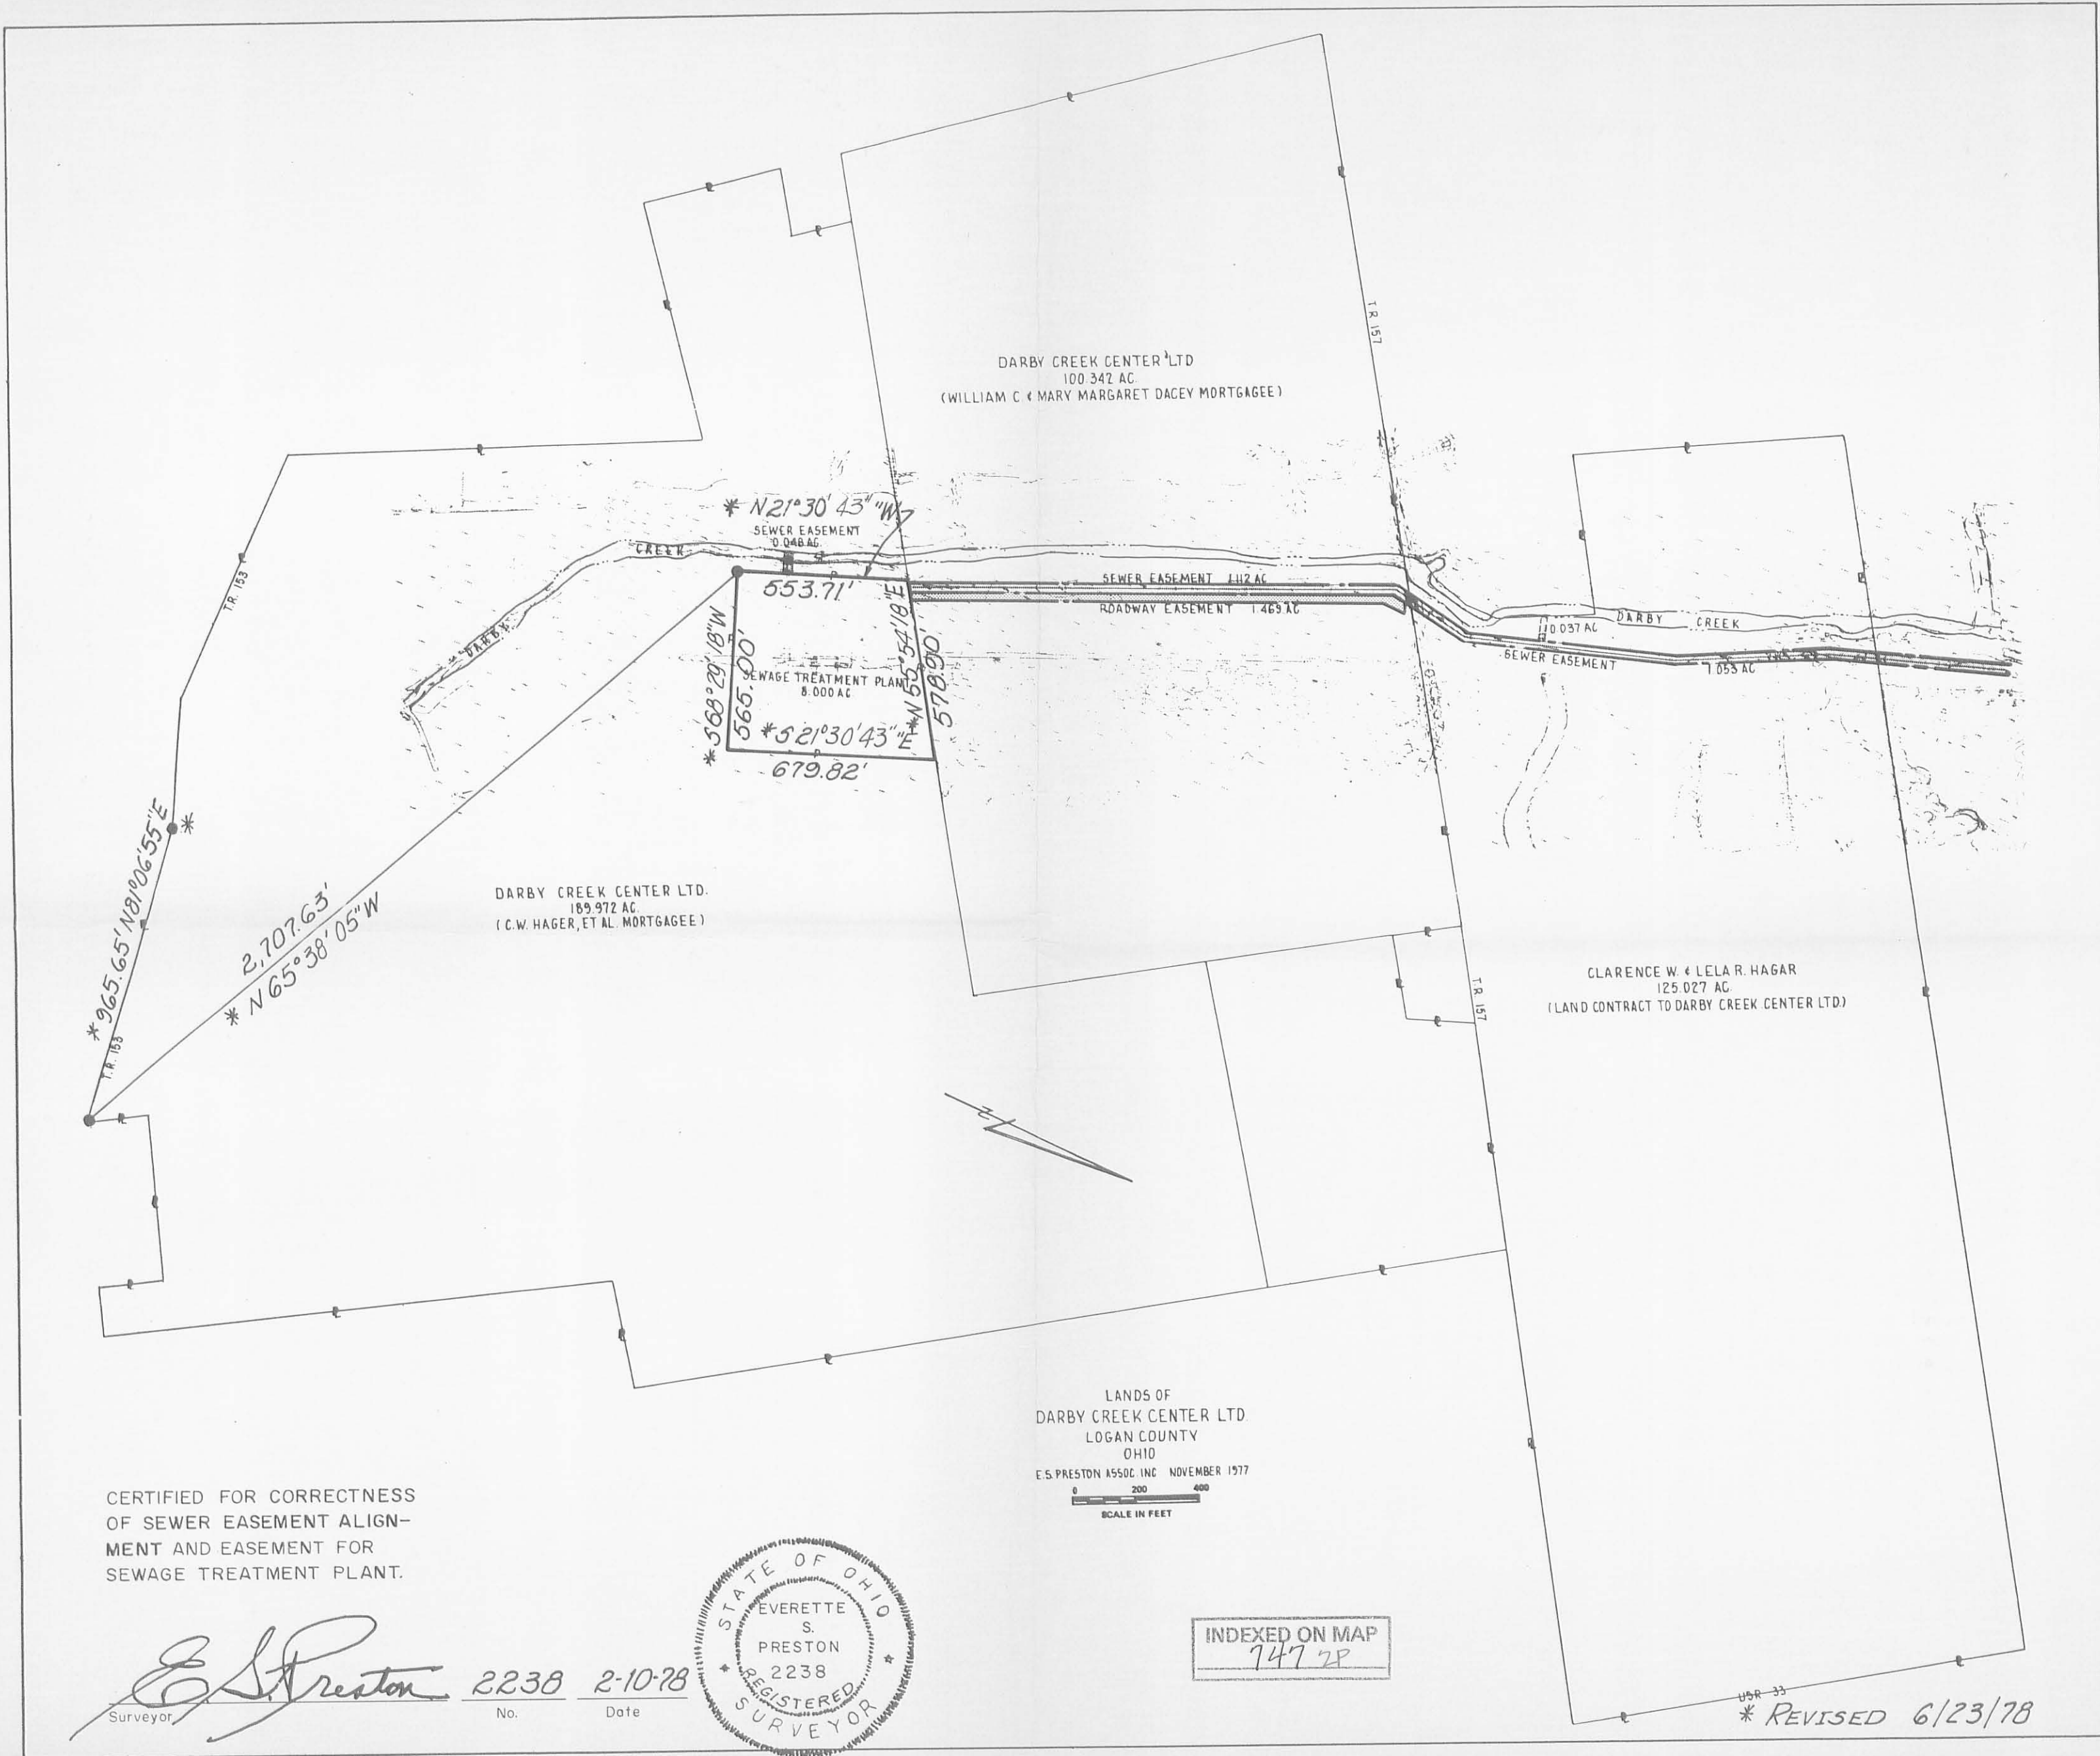 T.R. 157
DARBY CREEK CENTER LTD
100.342 AC.
(WILLIAM C & MARY MARGARET DACEY MORTGAGEE)
* N21°30'43"W
SEWER EASEMENT
0.048 AC.
CREEK
DARBY
T.R. 153
553.71'
SEWER EASEMENT 1.112 AC
ROADWAY EASEMENT 1.469 AC
* S68°29'18"W
565.00'
SEWAGE TREATMENT PLANT
8.000 AC
* N 55°54'18"E
578.90'
* S21°30'43"E
679.82'
0.037 AC
DARBY CREEK
SEWER EASEMENT
1.053 AC
*
* 965.65' N81°06'55"E
T.R. 153
2,707.63'
* N 65°38'05"W
DARBY CREEK CENTER LTD.
189.972 AC.
(C.W. HAGER, ET AL. MORTGAGEE)
T.R. 157
CLARENCE W. & LELA R. HAGAR
125.027 AC.
(LAND CONTRACT TO DARBY CREEK CENTER LTD.)
LANDS OF
DARBY CREEK CENTER LTD.
LOGAN COUNTY
OHIO
E.S. PRESTON ASSOC. INC NOVEMBER 1977
0 200 400
SCALE IN FEET
CERTIFIED FOR CORRECTNESS
OF SEWER EASEMENT ALIGN-
MENT AND EASEMENT FOR
SEWAGE TREATMENT PLANT.
E S. Preston 2238 2-10-78
Surveyor No. Date
STATE OF OHIO
EVERETTE
S.
PRESTON
2238
REGISTERED
SURVEYOR
INDEXED ON MAP
747 2P
USR 33
* REVISED 6/23/78